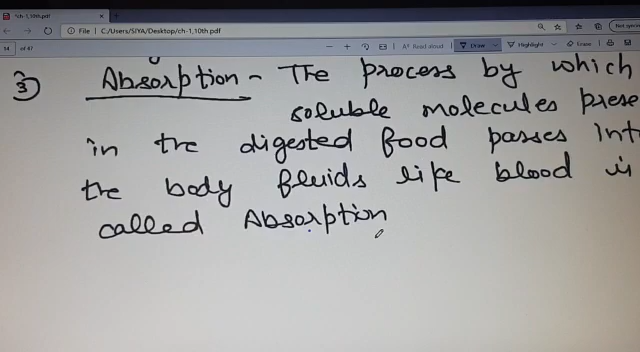 *ch-1,10th.pdf
File | C:/Users/SIYA/Desktop/ch-1,10th.pdf
14 of 47 Read aloud Draw Highlight Erase
3 Absorption - The process by which
soluble molecules prese
in the digested food passes Int
the body fluids like blood is
called Absorption